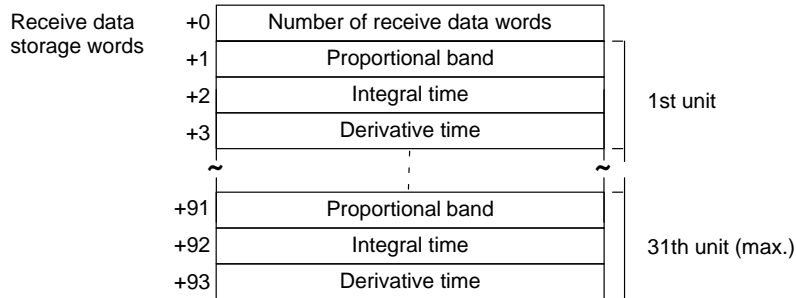 Receive data
storage words
+0 Number of receive data words
+1 Proportional band
+2 Integral time
+3 Derivative time
1st unit
~ ~
+91 Proportional band
+92 Integral time
+93 Derivative time
31th unit (max.)